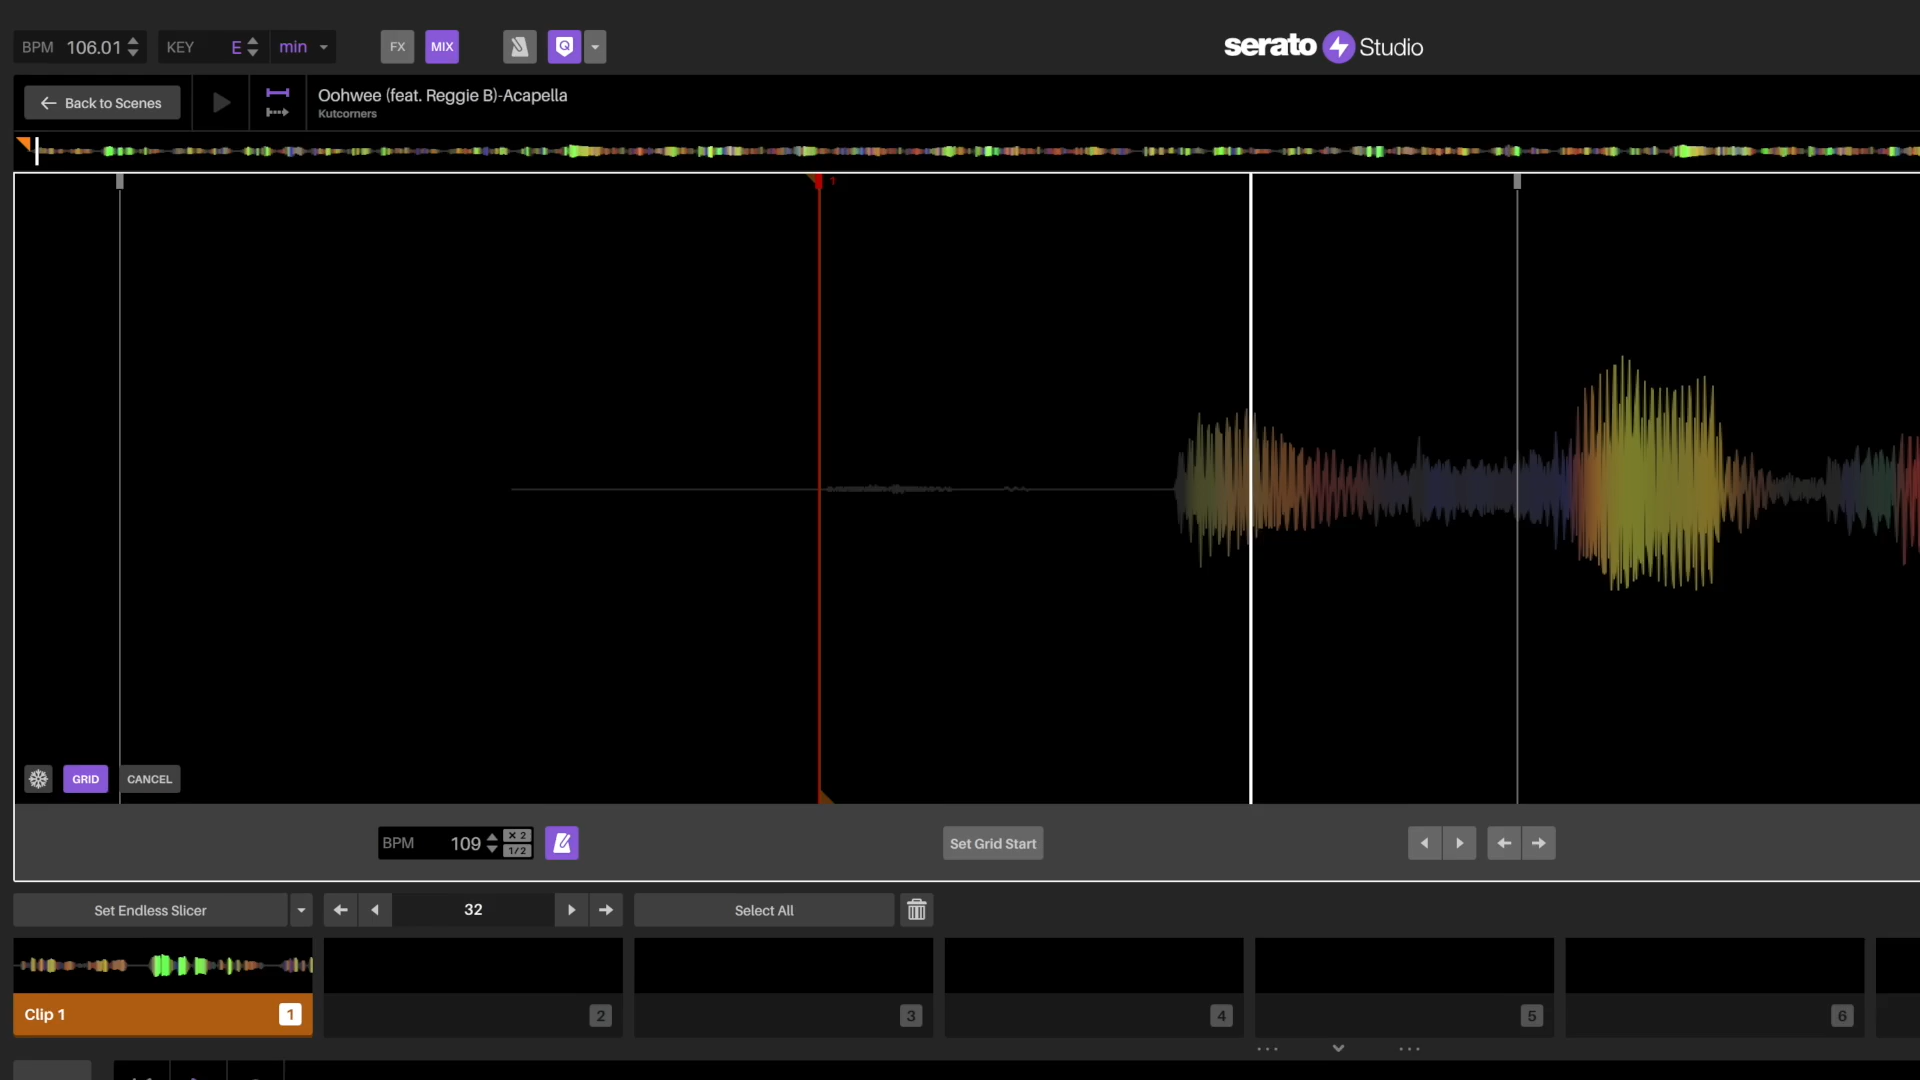 BPM 106.01 KEY E min FX MIX Q serato Studio
Back to Scenes
Oohwee (feat. Reggie B)-Acapella
Kutcorners
1
GRID CANCEL
BPM 109 x 2 1/2 Set Grid Start
Set Endless Slicer 32 Select All
Clip 1 1 2 3 4 5 6